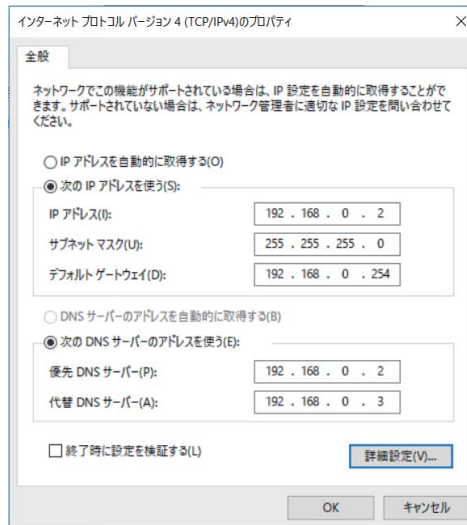 インターネット プロトコル バージョン 4 (TCP/IPv4)のプロパティ
全般
ネットワークでこの機能がサポートされている場合は、IP 設定を自動的に取得することがで
きます。サポートされていない場合は、ネットワーク管理者に適切な IP 設定を問い合わせて
ください。
IP アドレスを自動的に取得する(O)
次の IP アドレスを使う(S):
IP アドレス(I): 192 . 168 . 0 . 2
サブネット マスク(U): 255 . 255 . 255 . 0
デフォルト ゲートウェイ(D): 192 . 168 . 0 . 254
DNS サーバーのアドレスを自動的に取得する(B)
次の DNS サーバーのアドレスを使う(E):
優先 DNS サーバー(P): 192 . 168 . 0 . 2
代替 DNS サーバー(A): 192 . 168 . 0 . 3
終了時に設定を検証する(L)
詳細設定(V)...
OK キャンセル